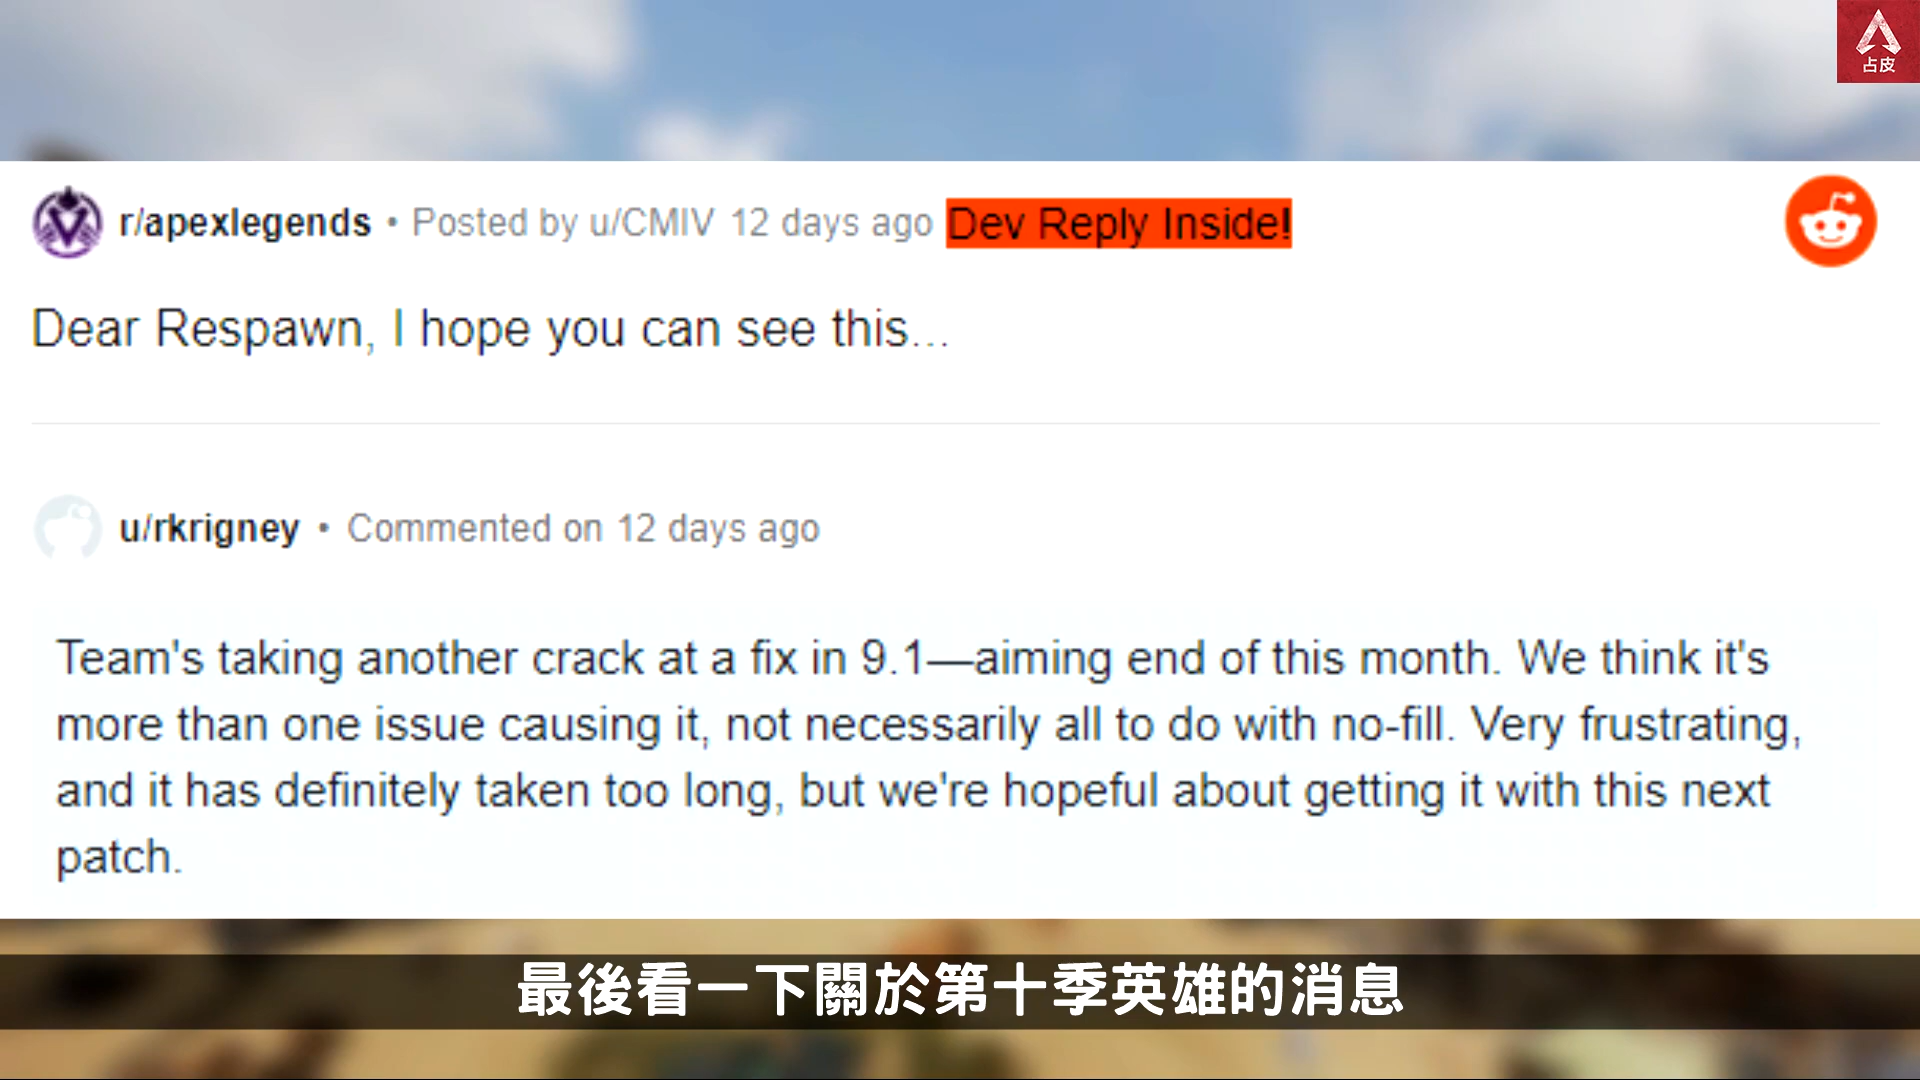 占皮
r/apexlegends • Posted by u/CMIV 12 days ago Dev Reply Inside!
Dear Respawn, I hope you can see this...
u/rkrigney • Commented on 12 days ago
Team's taking another crack at a fix in 9.1—aiming end of this month. We think it's
more than one issue causing it, not necessarily all to do with no-fill. Very frustrating,
and it has definitely taken too long, but we're hopeful about getting it with this next
patch.
最後看一下關於第十季英雄的消息